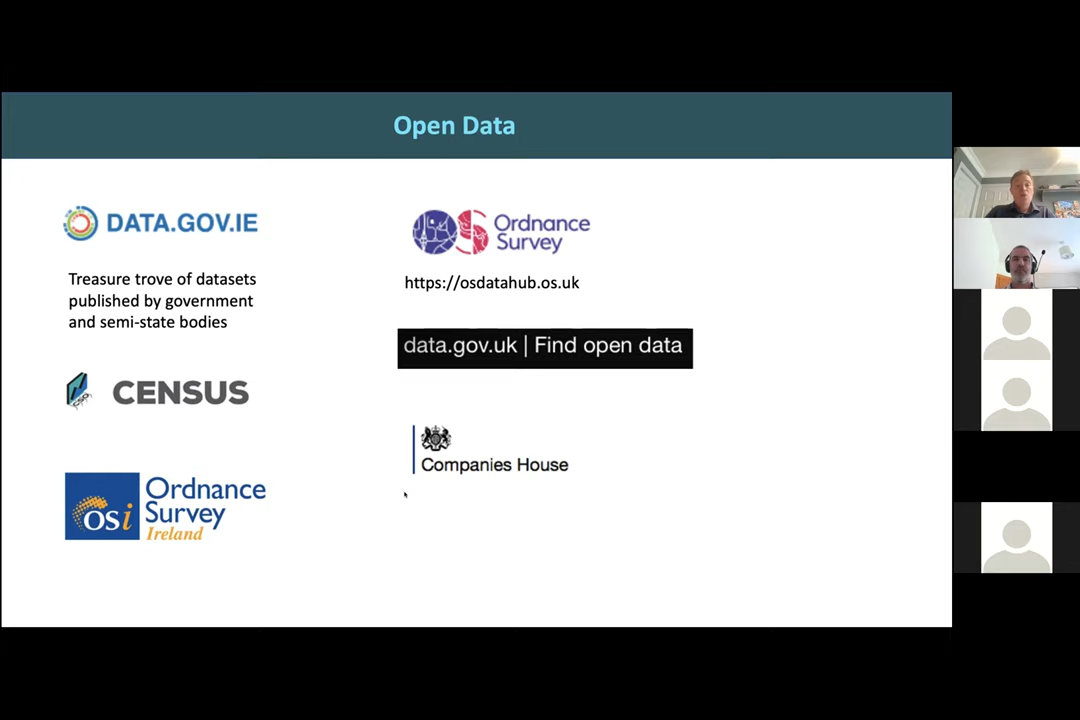 Open Data
DATA.GOV.IE
Treasure trove of datasets
published by government
and semi-state bodies
CENSUS
osi
Ordnance
Survey
Ireland
OS
Ordnance
Survey
https://osdatahub.os.uk
data.gov.uk | Find open data
Companies House